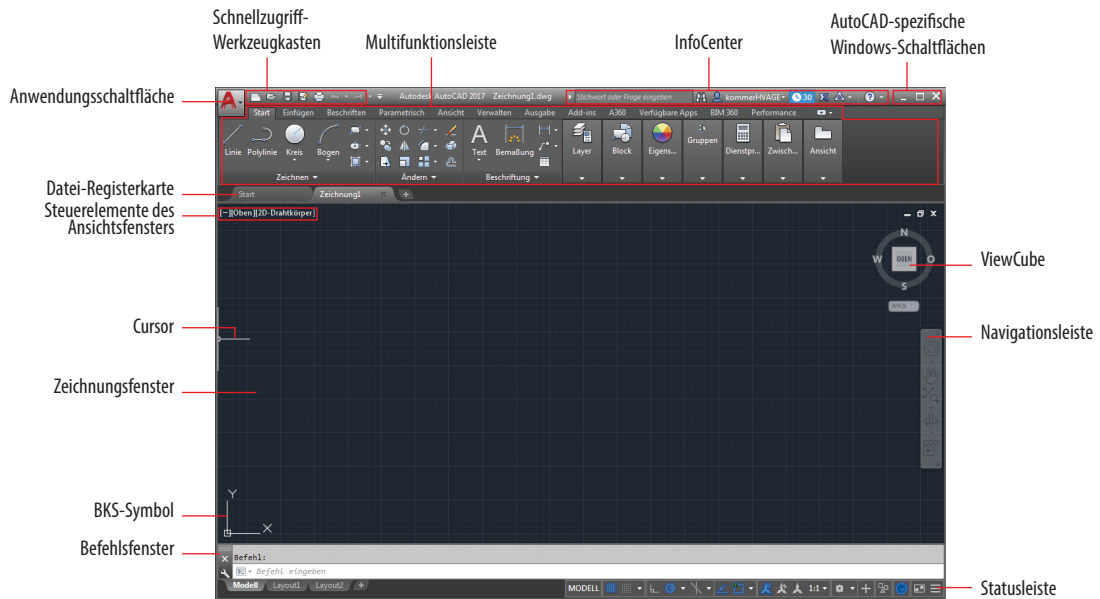 Schnellzugriff-
Werkzeugkasten
Multifunktionsleiste
InfoCenter
AutoCAD-spezifische
Windows-Schaltflächen
Anwendungsschaltfläche
Autodesk AutoCAD 2017 Zeichnung1.dwg
Stichwort oder Frage eingeben
kommerHVAGE
30
Start Einfügen Beschriften Parametrisch Ansicht Verwalten Ausgabe Add-ins A360 Verfügbare Apps BIM 360 Performance
Linie Polylinie Kreis Bogen
Text Bemaßung
Layer Block Eigens... Gruppen Dienstpr... Zwisch... Ansicht
Zeichnen Ändern Beschriftung
Datei-Registerkarte
Start Zeichnung1
Steuerelemente des
Ansichtsfensters
[−][Oben][2D-Drahtkörper]
N
W OBEN O
S
WKS
ViewCube
Cursor
Navigationsleiste
Zeichnungsfenster
Y
X
BKS-Symbol
Befehlsfenster
Befehl:
Befehl eingeben
Modell Layout1 Layout2 +
MODELL 1:1
Statusleiste